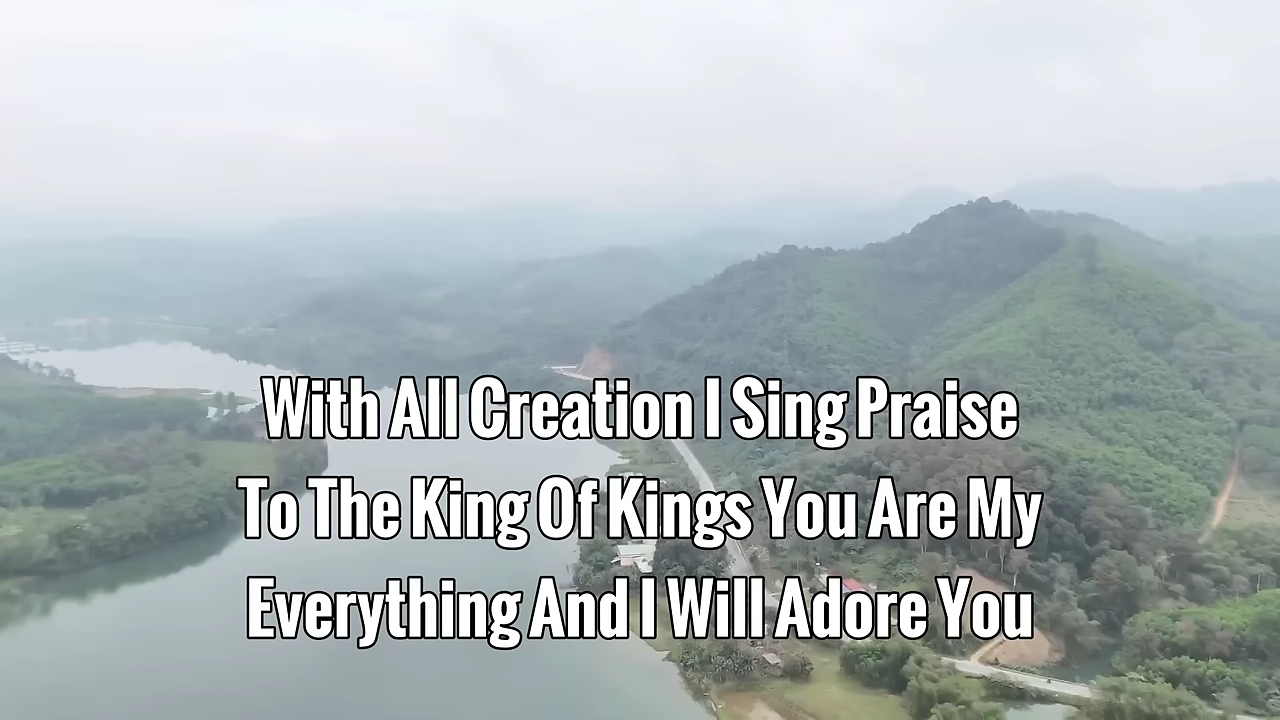 With All Creation I Sing Praise
To The King Of Kings You Are My
Everything And I Will Adore You